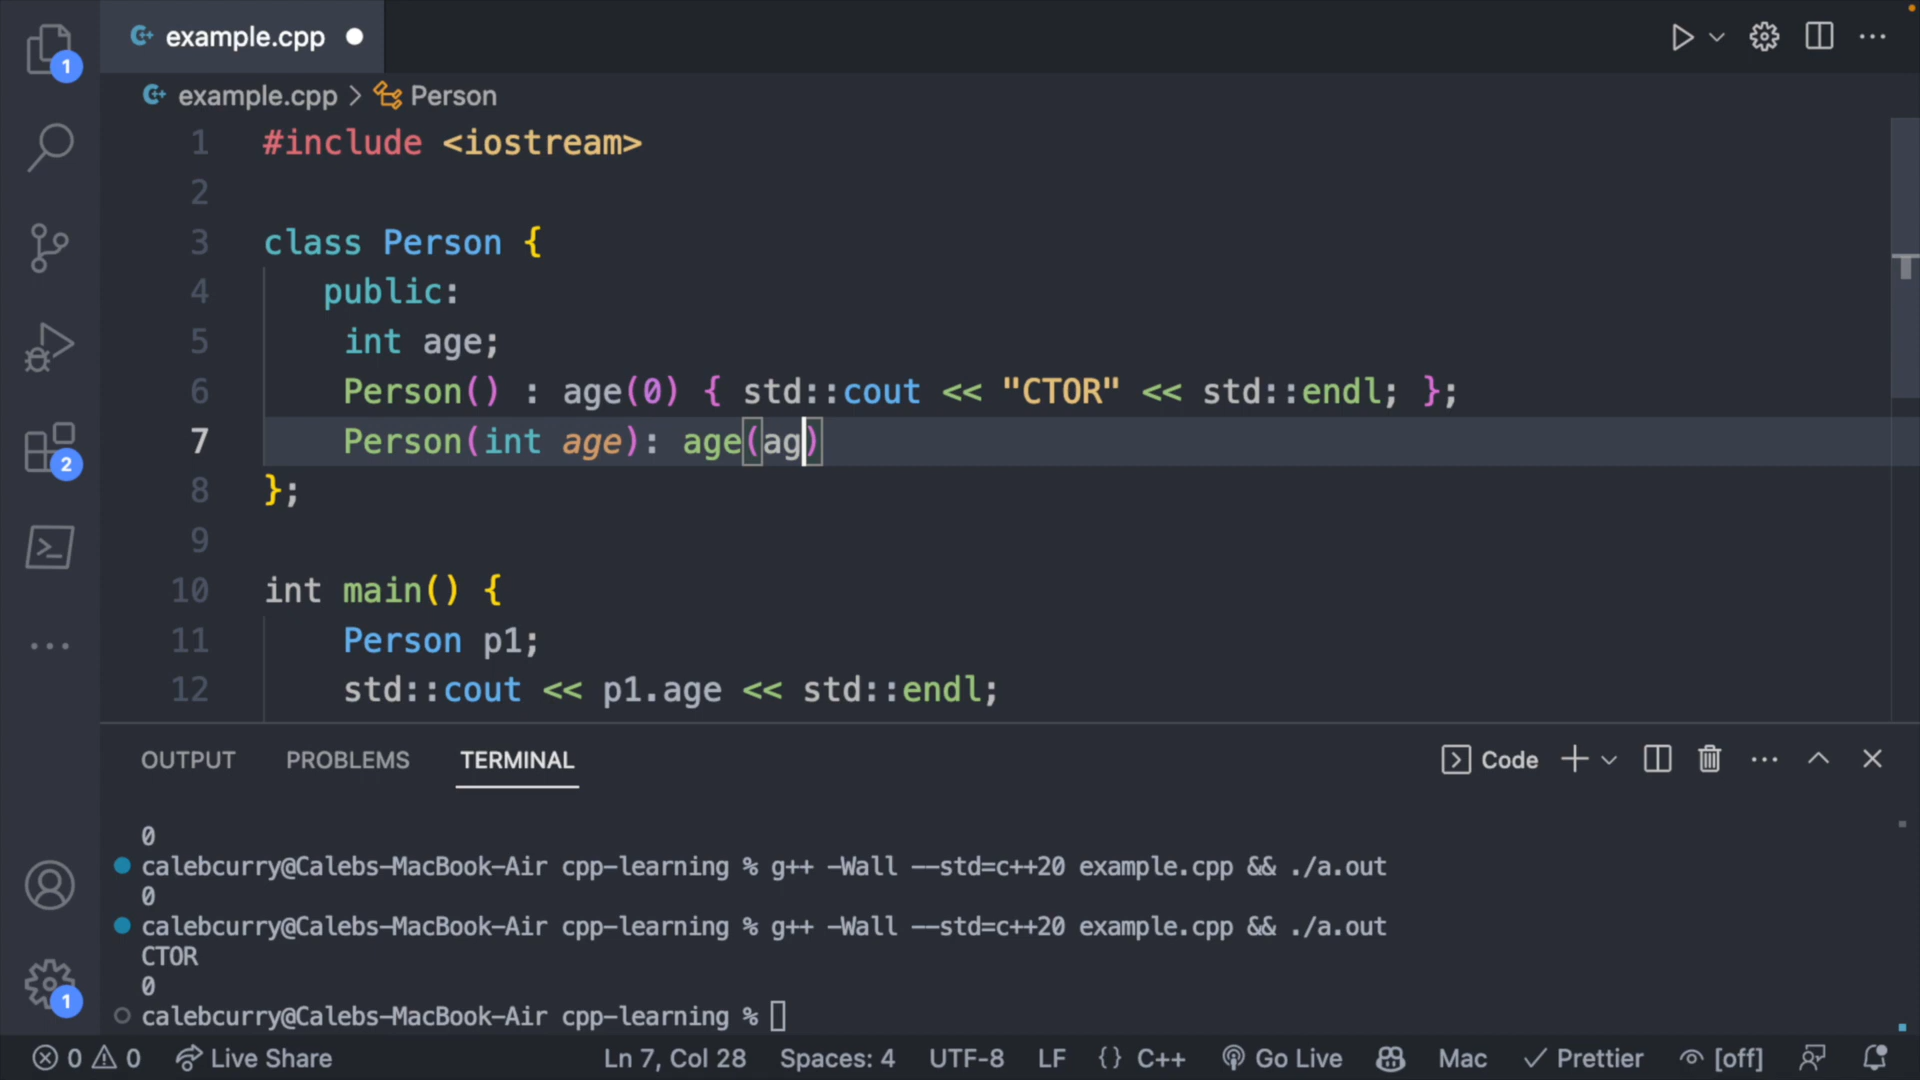 example.cpp
example.cpp > Person
1 #include <iostream>
2
3 class Person {
4 public:
5 int age;
6 Person() : age(0) { std::cout << "CTOR" << std::endl; };
7 Person(int age): age(ag)
8 };
9
10 int main() {
11 Person p1;
12 std::cout << p1.age << std::endl;
1
2
1
OUTPUT PROBLEMS TERMINAL Code
0
calebcurry@Calebs-MacBook-Air cpp-learning % g++ -Wall --std=c++20 example.cpp && ./a.out
0
calebcurry@Calebs-MacBook-Air cpp-learning % g++ -Wall --std=c++20 example.cpp && ./a.out
CTOR
0
calebcurry@Calebs-MacBook-Air cpp-learning %
0 0 Live Share Ln 7, Col 28 Spaces: 4 UTF-8 LF {} C++ Go Live Mac Prettier [off]